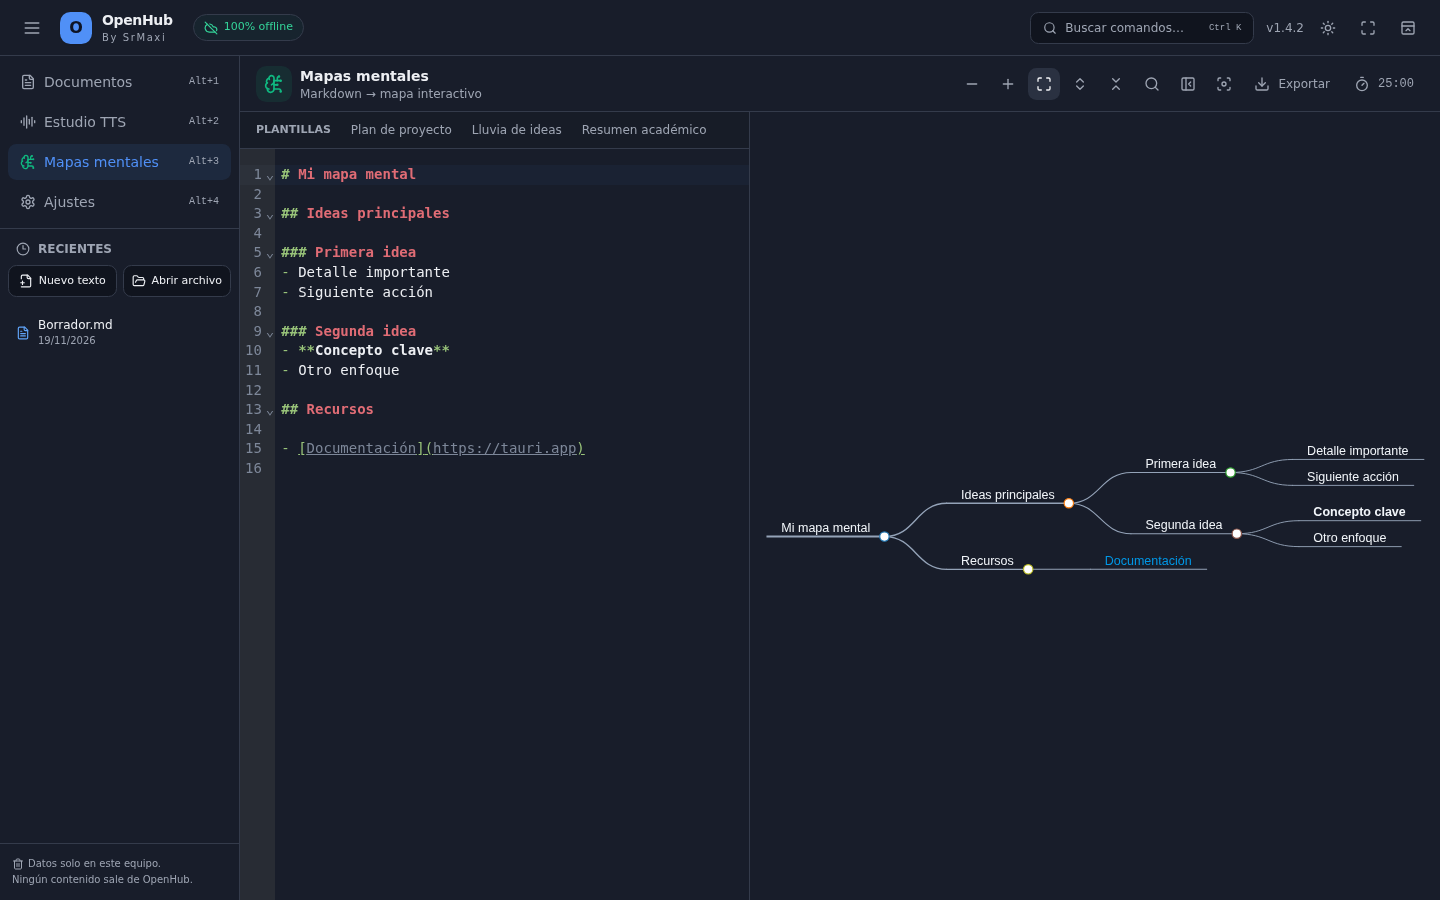 O
OpenHub
By SrMaxi
100% offline
Buscar comandos...
Ctrl K
v1.4.2
Documentos
Alt+1
Estudio TTS
Alt+2
Mapas mentales
Alt+3
Ajustes
Alt+4
RECIENTES
Nuevo texto
Abrir archivo
Borrador.md
19/11/2026
Datos solo en este equipo.
Ningún contenido sale de OpenHub.
Mapas mentales
Markdown → mapa interactivo
Exportar
25:00
PLANTILLAS
Plan de proyecto
Lluvia de ideas
Resumen académico
1 # Mi mapa mental
2
3 ## Ideas principales
4
5 ### Primera idea
6 - Detalle importante
7 - Siguiente acción
8
9 ### Segunda idea
10 - **Concepto clave**
11 - Otro enfoque
12
13 ## Recursos
14
15 - [Documentación](https://tauri.app)
16
Mi mapa mental
Ideas principales
Primera idea
Detalle importante
Siguiente acción
Segunda idea
Concepto clave
Otro enfoque
Recursos
Documentación